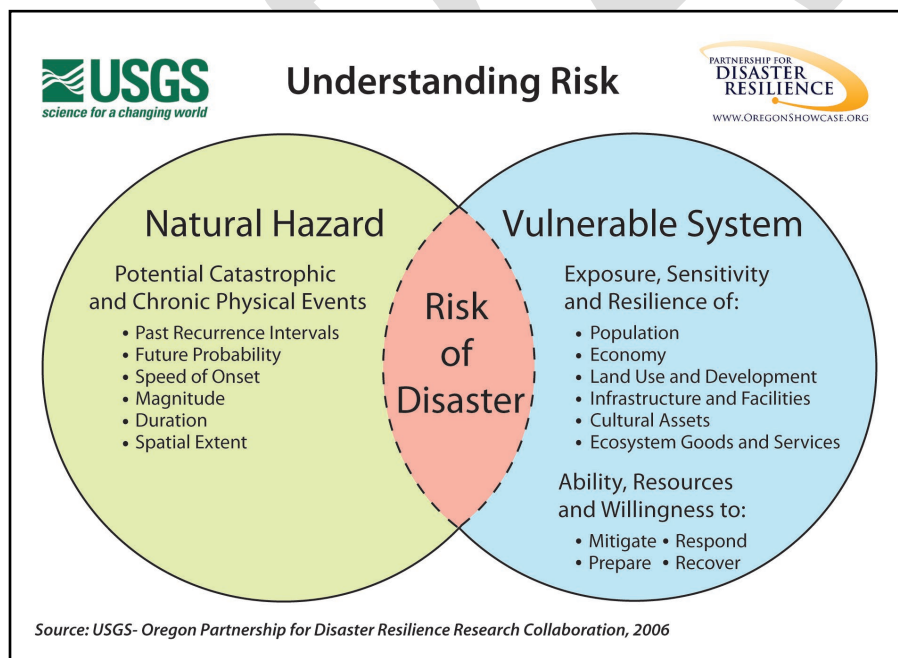 USGS
science for a changing world
Understanding Risk
PARTNERSHIP FOR
DISASTER
RESILIENCE
WWW.OREGONSHOWCASE.ORG
Natural Hazard
Potential Catastrophic
and Chronic Physical Events
• Past Recurrence Intervals
• Future Probability
• Speed of Onset
• Magnitude
• Duration
• Spatial Extent
Risk
of
Disaster
Vulnerable System
Exposure, Sensitivity
and Resilience of:
• Population
• Economy
• Land Use and Development
• Infrastructure and Facilities
• Cultural Assets
• Ecosystem Goods and Services
Ability, Resources
and Willingness to:
• Mitigate • Respond
• Prepare • Recover
Source: USGS- Oregon Partnership for Disaster Resilience Research Collaboration, 2006